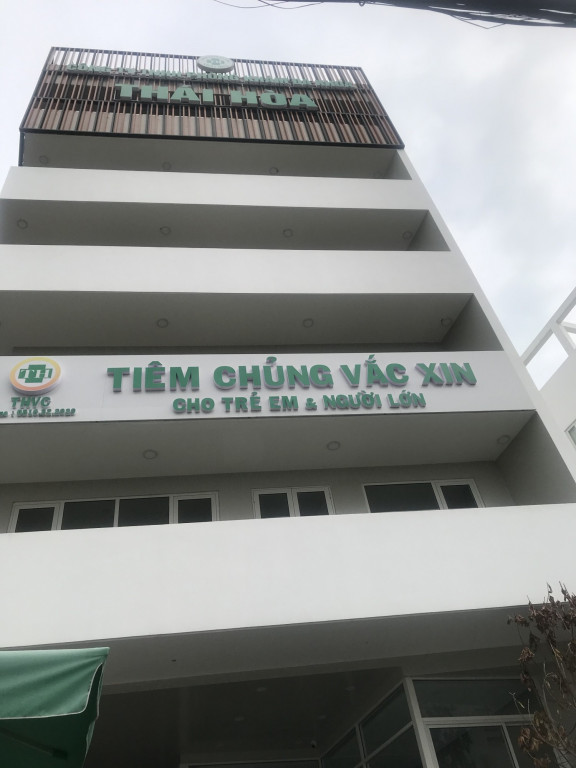 THÁI HÒA
TIÊM CHỦNG VẮC XIN
CHO TRẺ EM & NGƯỜI LỚN
THVC